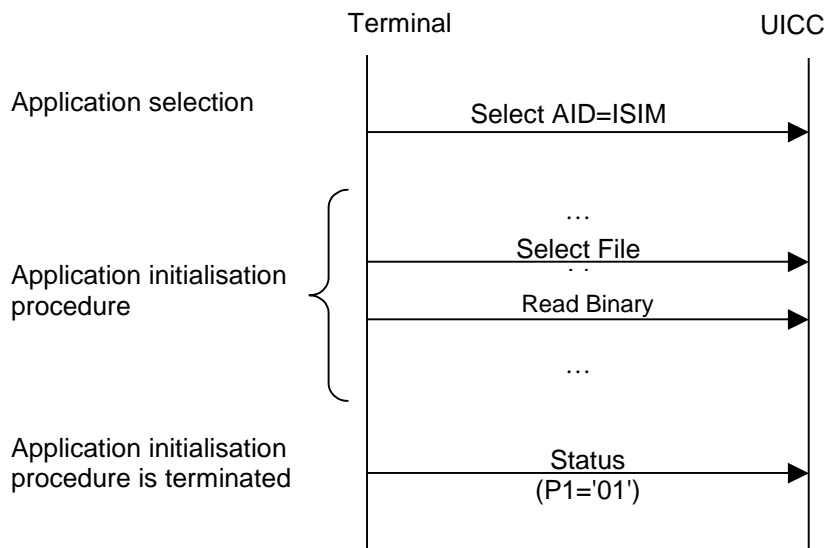 Terminal
UICC
Application selection
Select AID=ISIM
…
Select File
Application initialisation
procedure
Read Binary
…
Application initialisation
procedure is terminated
Status
(P1='01')